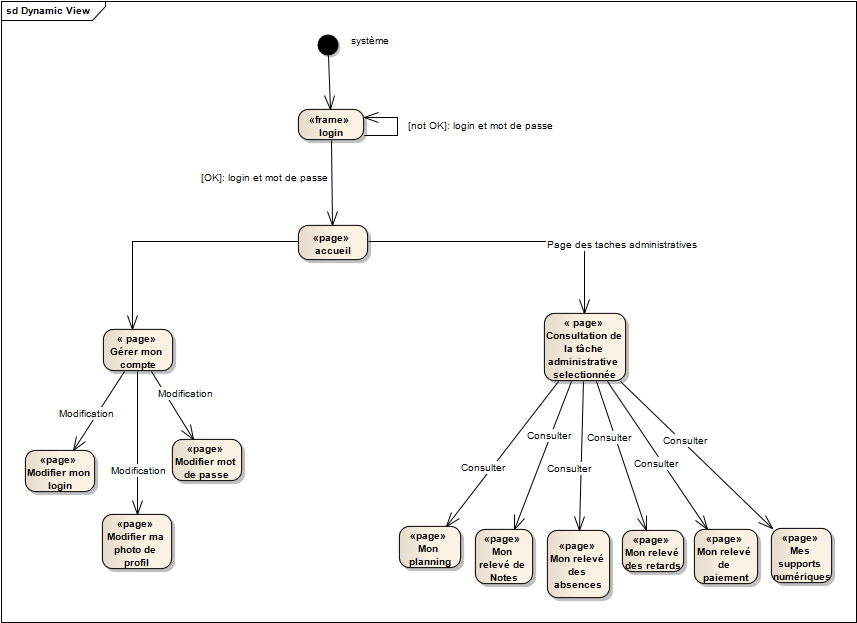 sd Dynamic View
système
«frame»
login
[not OK]: login et mot de passe
[OK]: login et mot de passe
«page»
accueil
Page des taches administratives
« page»
Gérer mon
compte
« page»
Consultation de
la tâche
administrative
selectionnée
Modification
Modification
Modification
«page»
Modifier mon
login
«page»
Modifier mot
de passe
«page»
Modifier ma
photo de
profil
Consulter
Consulter
Consulter
Consulter
Consulter
Consulter
«page»
Mon
planning
«page»
Mon
relevé de
Notes
«page»
Mon relevé
des
absences
«page»
Mon relevé
des retards
«page»
Mon relevé
de
paiement
«page»
Mes
supports
numériques